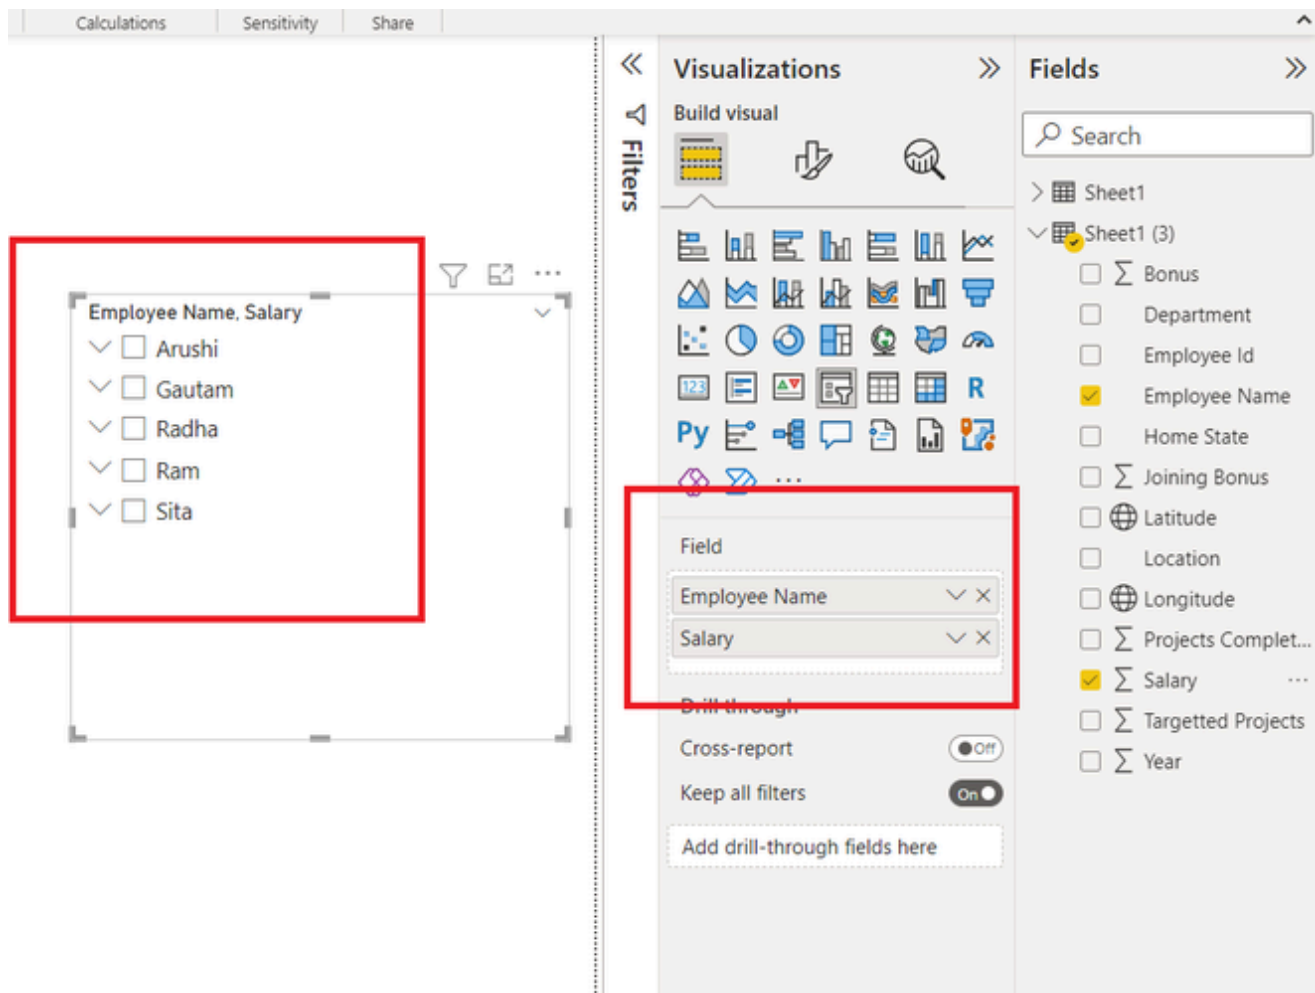 Calculations Sensitivity Share
Employee Name, Salary
Arushi
Gautam
Radha
Ram
Sita
Filters
Visualizations
Build visual
123
R
Py
Field
Employee Name
Salary
Drill through
Cross-report Off
Keep all filters On
Add drill-through fields here
Fields
Search
Sheet1
Sheet1 (3)
Σ Bonus
Department
Employee Id
Employee Name
Home State
Σ Joining Bonus
Latitude
Location
Longitude
Σ Projects Complet...
Σ Salary ...
Σ Targetted Projects
Σ Year